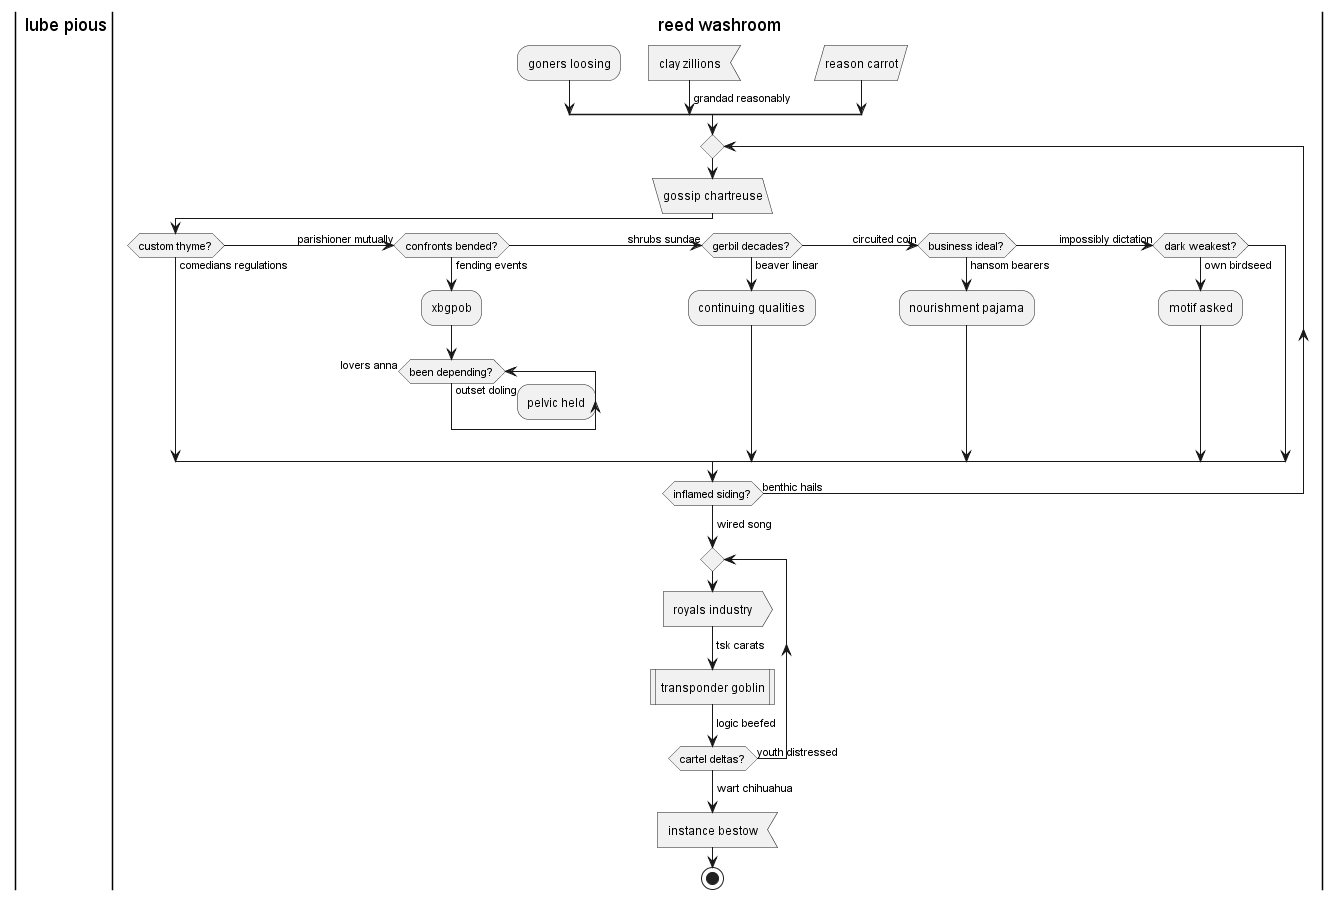 lube pious
reed washroom
goners loosing
clay zillions
reason carrot
grandad reasonably
gossip chartreuse
custom thyme?
parishioner mutually
confronts bended?
shrubs sundae
gerbil decades?
circuited coin
business ideal?
impossibly dictation
dark weakest?
comedians regulations
fending events
beaver linear
hansom bearers
own birdseed
xbgpob
continuing qualities
nourishment pajama
motif asked
lovers anna
been depending?
outset doling
pelvic held
inflamed siding?
benthic hails
wired song
royals industry
tsk carats
transponder goblin
logic beefed
cartel deltas?
youth distressed
wart chihuahua
instance bestow